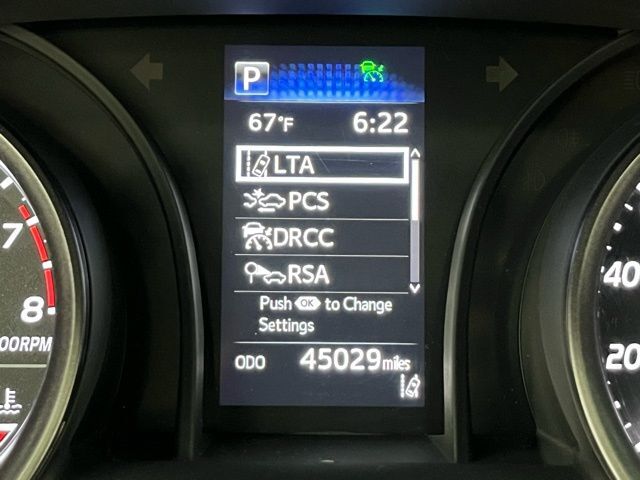 P
67°F 6:22
LTA
PCS
DRCC
RSA
Push OK to Change
Settings
ODO 45029 miles
7
8
00RPM
40
20